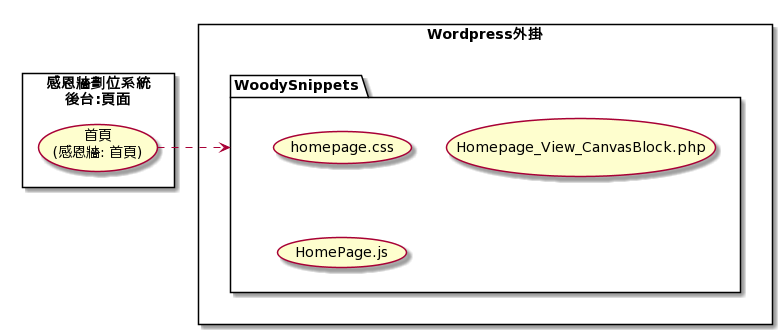 Wordpress外掛
感恩牆劃位系統
後台:頁面
首頁
(感恩牆: 首頁)
WoodySnippets
homepage.css
Homepage_View_CanvasBlock.php
HomePage.js